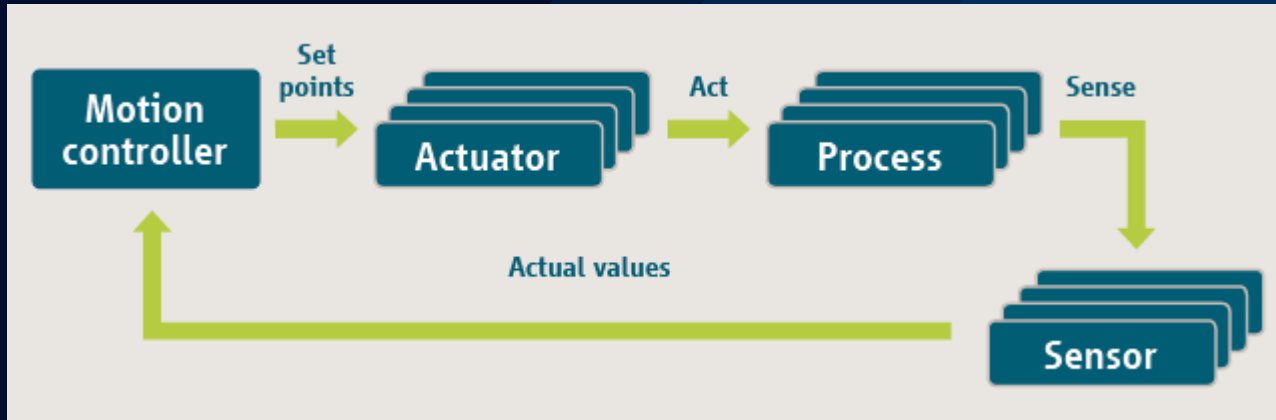 Set
points
Motion
controller
Actuator
Act
Process
Sense
Actual values
Sensor